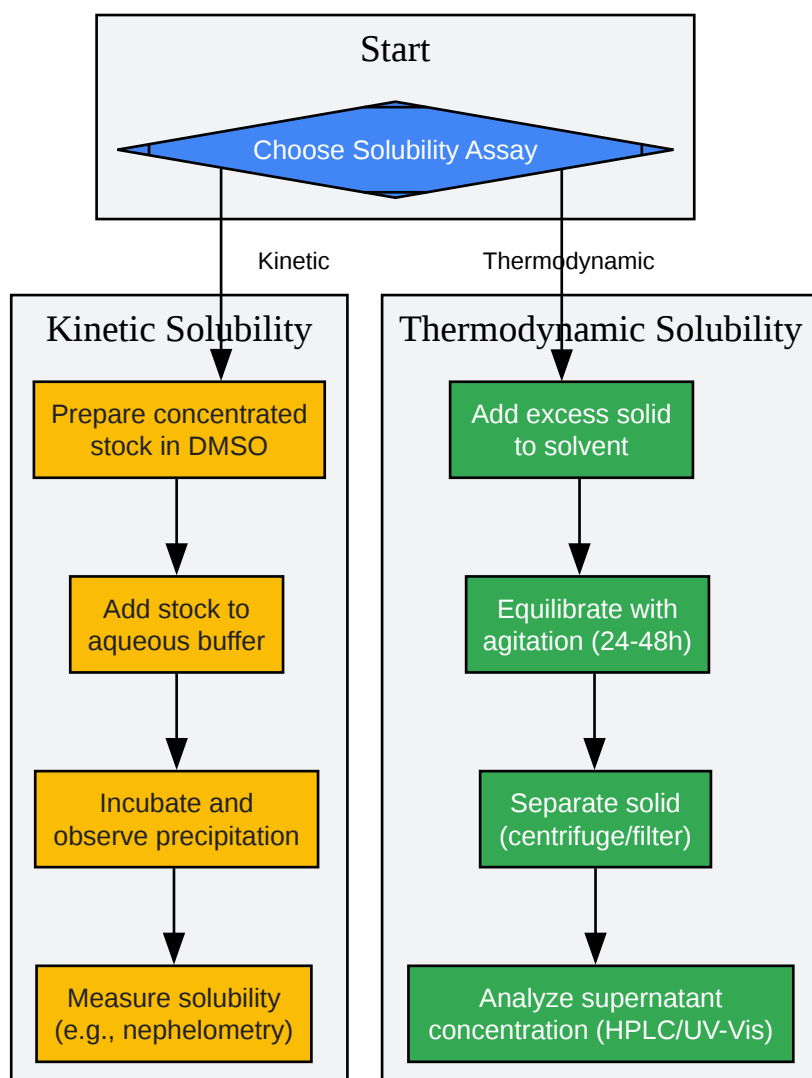 Start
Choose Solubility Assay
Kinetic
Thermodynamic
Kinetic Solubility
Prepare concentrated
stock in DMSO
Add stock to
aqueous buffer
Incubate and
observe precipitation
Measure solubility
(e.g., nephelometry)
Thermodynamic Solubility
Add excess solid
to solvent
Equilibrate with
agitation (24-48h)
Separate solid
(centrifuge/filter)
Analyze supernatant
concentration (HPLC/UV-Vis)